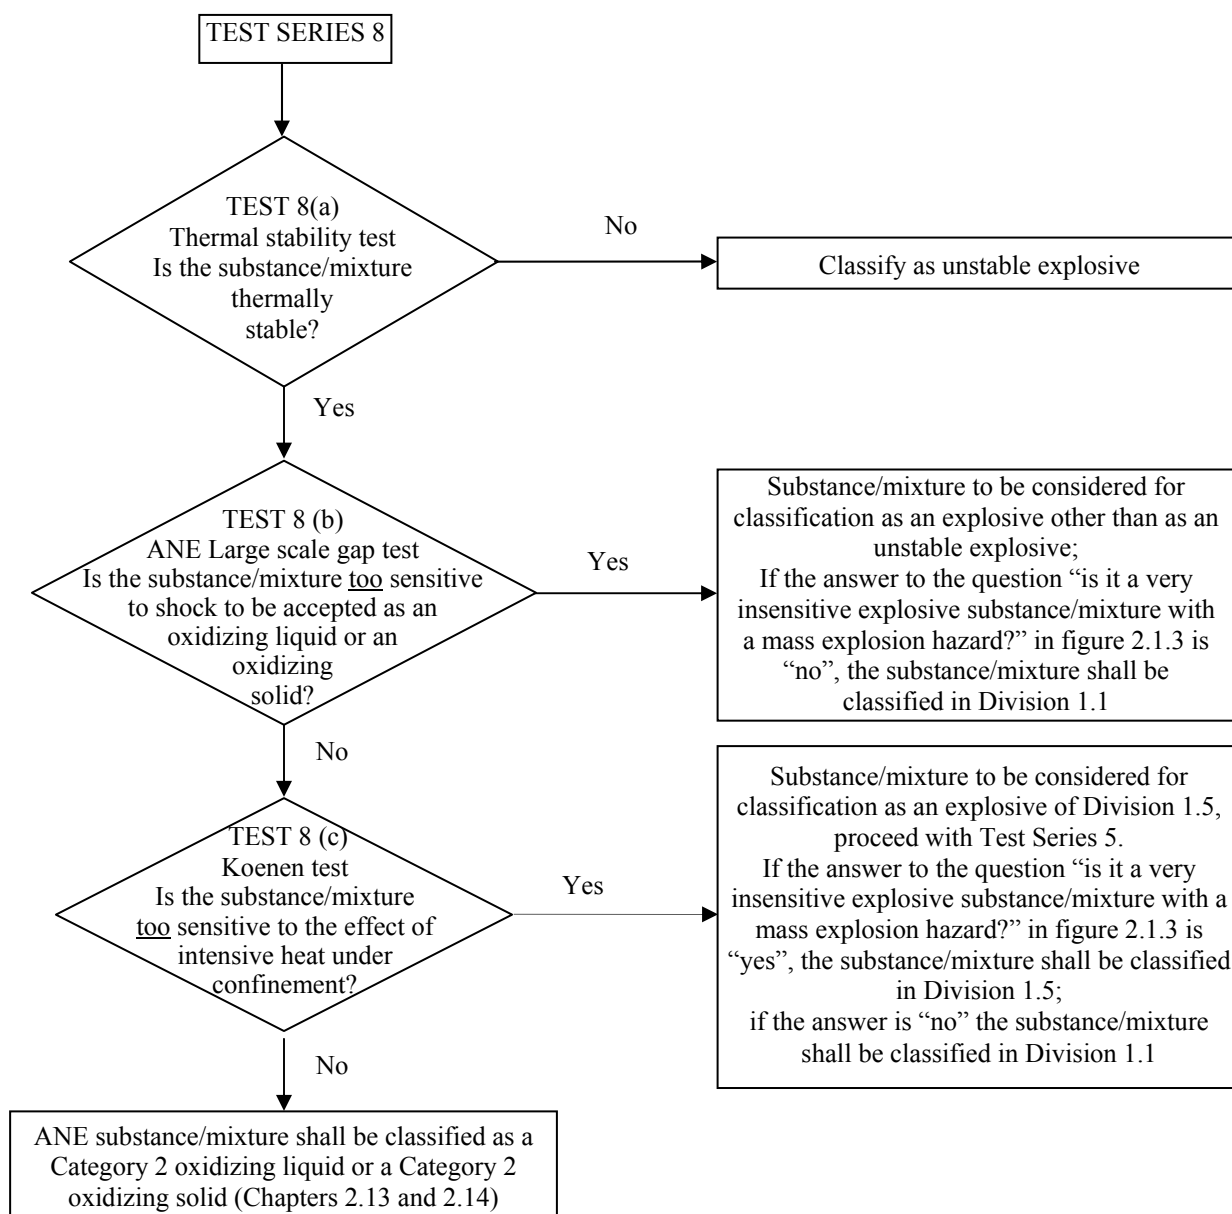 TEST SERIES 8
TEST 8(a)
Thermal stability test
Is the substance/mixture
thermally
stable?
No
Classify as unstable explosive
Yes
TEST 8 (b)
ANE Large scale gap test
Is the substance/mixture too sensitive
to shock to be accepted as an
oxidizing liquid or an
oxidizing
solid?
Yes
Substance/mixture to be considered for
classification as an explosive other than as an
unstable explosive;
If the answer to the question “is it a very
insensitive explosive substance/mixture with
a mass explosion hazard?” in figure 2.1.3 is
“no”, the substance/mixture shall be
classified in Division 1.1
No
TEST 8 (c)
Koenen test
Is the substance/mixture
too sensitive to the effect of
intensive heat under
confinement?
Yes
Substance/mixture to be considered for
classification as an explosive of Division 1.5,
proceed with Test Series 5.
If the answer to the question “is it a very
insensitive explosive substance/mixture with a
mass explosion hazard?” in figure 2.1.3 is
“yes”, the substance/mixture shall be classified
in Division 1.5;
if the answer is “no” the substance/mixture
shall be classified in Division 1.1
No
ANE substance/mixture shall be classified as a
Category 2 oxidizing liquid or a Category 2
oxidizing solid (Chapters 2.13 and 2.14)